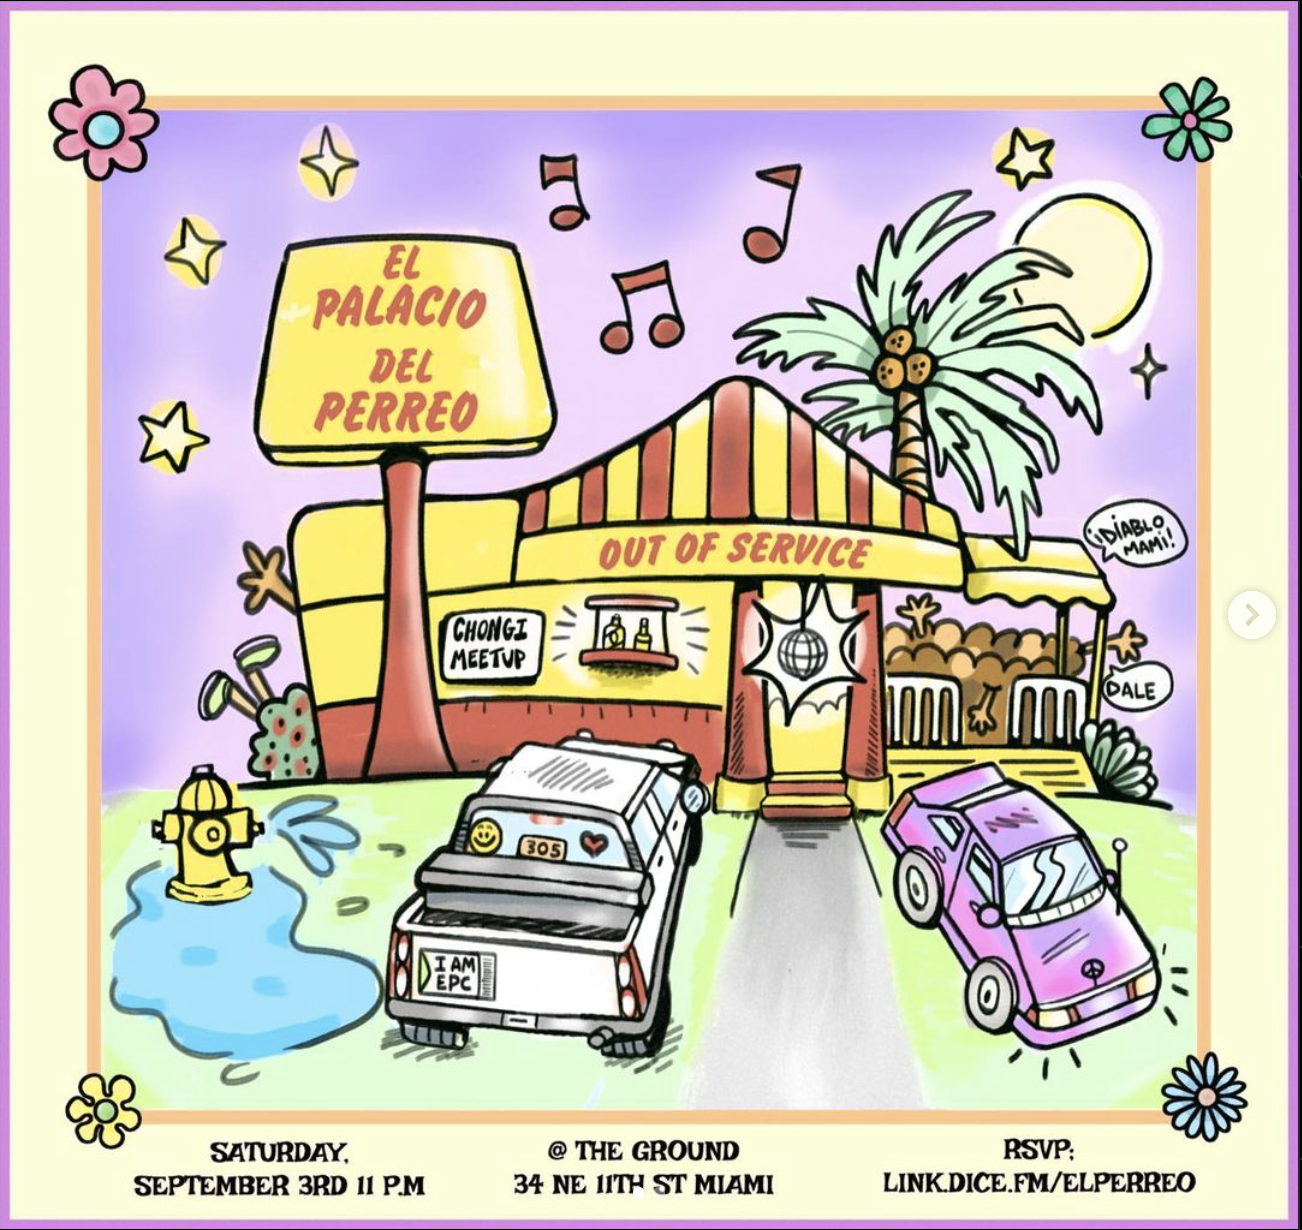 EL
PALACIO
DEL
PERREO
OUT OF SERVICE
¡DIABLO
MAMI!
CHONGI
MEETUP
DALE
305
I AM
EPC
SATURDAY,
SEPTEMBER 3RD 11 P.M
@ THE GROUND
34 NE 11TH ST MIAMI
RSVP:
LINK.DICE.FM/ELPERREO